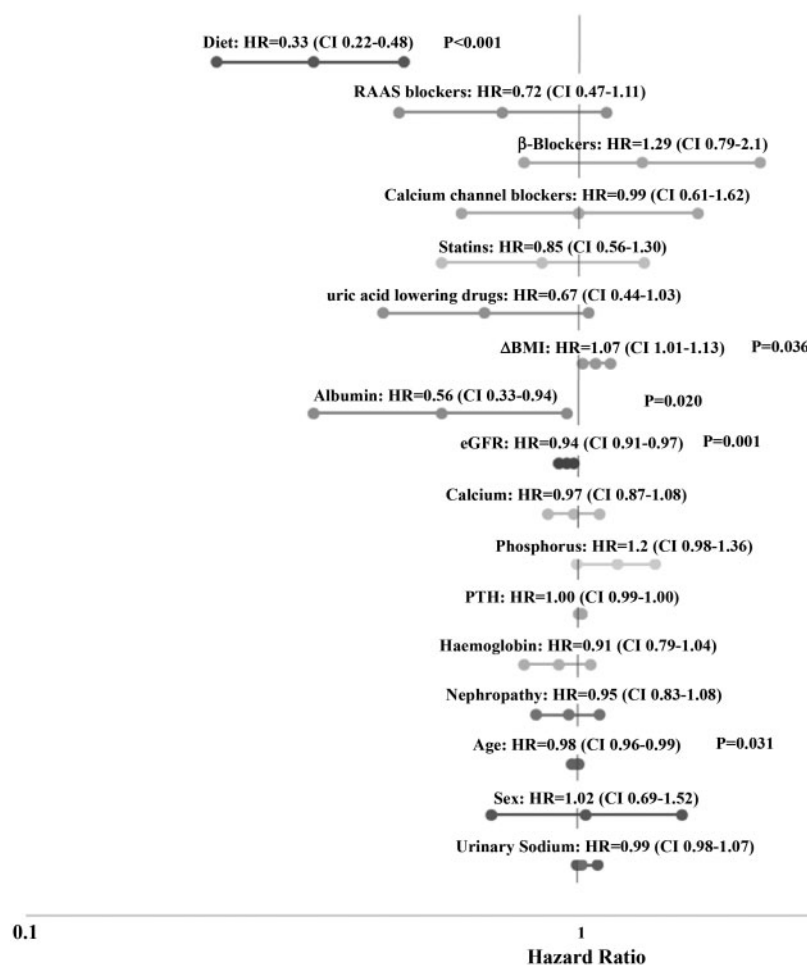 Diet: HR=0.33 (CI 0.22-0.48) P<0.001
RAAS blockers: HR=0.72 (CI 0.47-1.11)
β-Blockers: HR=1.29 (CI 0.79-2.1)
Calcium channel blockers: HR=0.99 (CI 0.61-1.62)
Statins: HR=0.85 (CI 0.56-1.30)
uric acid lowering drugs: HR=0.67 (CI 0.44-1.03)
ΔBMI: HR=1.07 (CI 1.01-1.13) P=0.036
Albumin: HR=0.56 (CI 0.33-0.94) P=0.020
eGFR: HR=0.94 (CI 0.91-0.97) P=0.001
Calcium: HR=0.97 (CI 0.87-1.08)
Phosphorus: HR=1.2 (CI 0.98-1.36)
PTH: HR=1.00 (CI 0.99-1.00)
Haemoglobin: HR=0.91 (CI 0.79-1.04)
Nephropathy: HR=0.95 (CI 0.83-1.08)
Age: HR=0.98 (CI 0.96-0.99) P=0.031
Sex: HR=1.02 (CI 0.69-1.52)
Urinary Sodium: HR=0.99 (CI 0.98-1.07)
0.1 1
Hazard Ratio